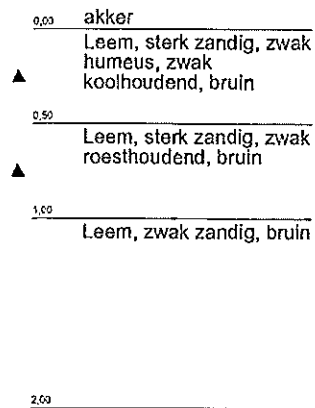 0,00 akker
Leem, sterk zandig, zwak
humeus, zwak
koolhoudend, bruin
0,50
Leem, sterk zandig, zwak
roesthoudend, bruin
1,00
Leem, zwak zandig, bruin
2,00